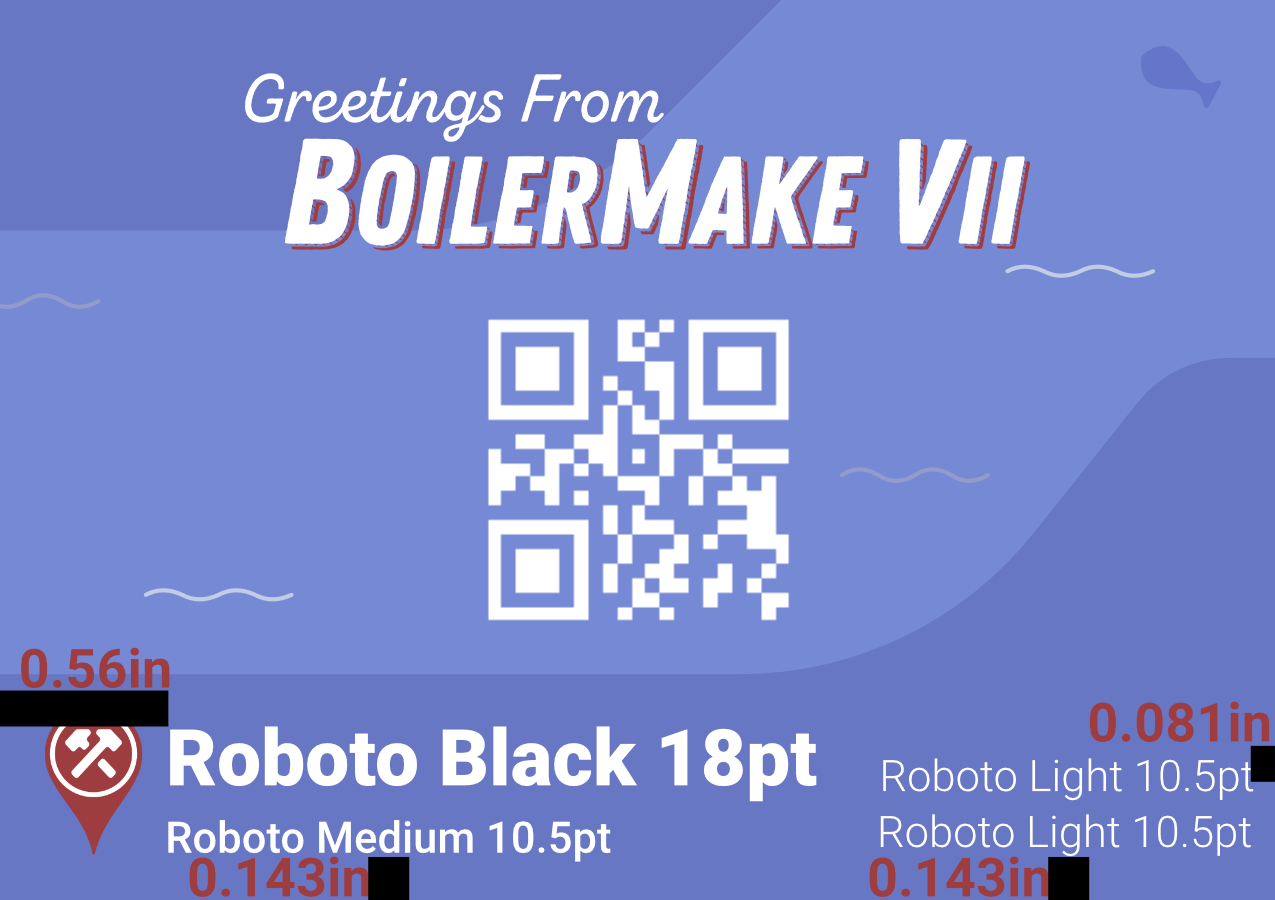 Greetings From
BOILERMAKE VII
0.56in
0.081in
Roboto Black 18pt
Roboto Light 10.5pt
Roboto Medium 10.5pt
Roboto Light 10.5pt
0.143in
0.143in